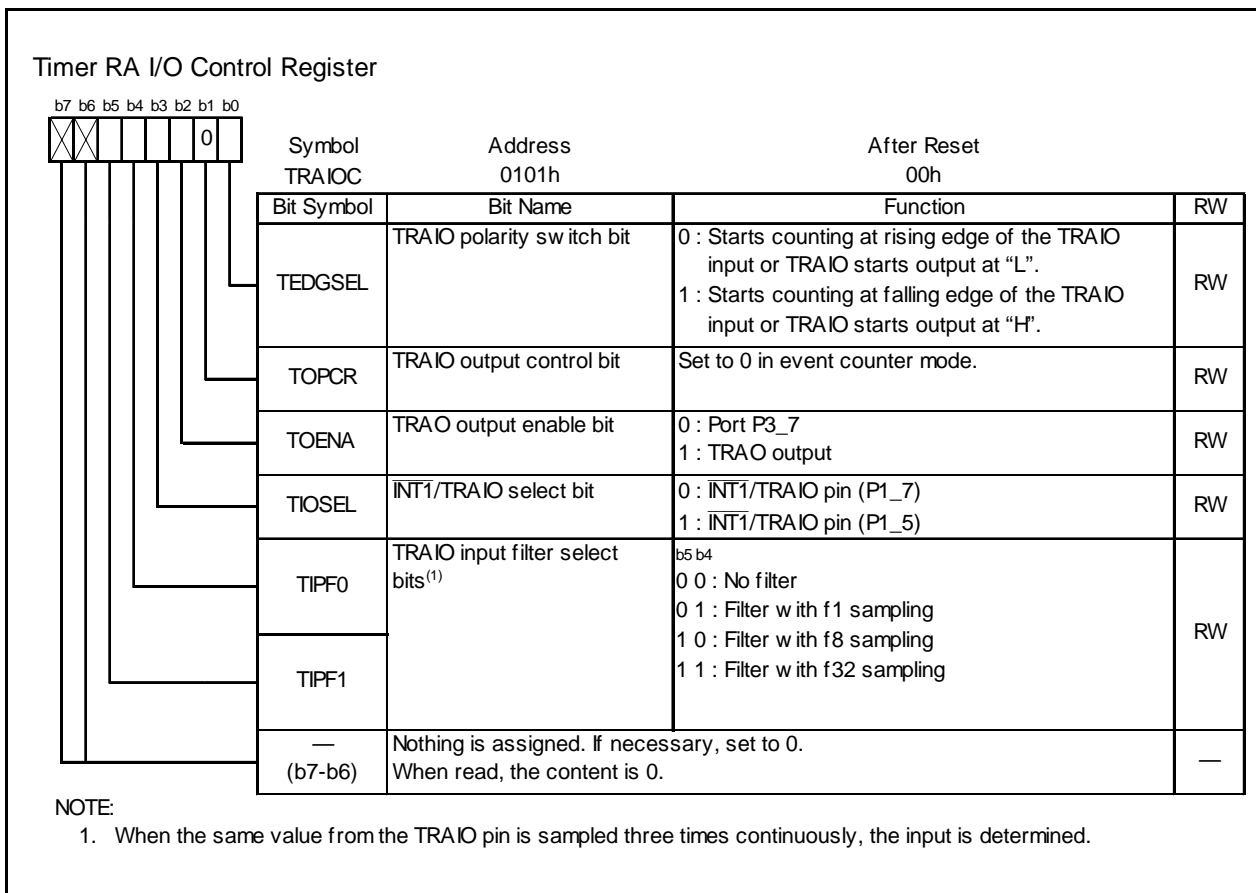 Timer RA I/O Control Register
b7 b6 b5 b4 b3 b2 b1 b0
0
Symbol Address After Reset
TRAIOC 0101h 00h
Bit Symbol Bit Name Function RW
TEDGSEL
TRAIO polarity switch bit
0 : Starts counting at rising edge of the TRAIO
input or TRAIO starts output at “L”.
1 : Starts counting at falling edge of the TRAIO
input or TRAIO starts output at “H”.
RW
TOPCR
TRAIO output control bit
Set to 0 in event counter mode.
RW
TOENA
TRAO output enable bit
0 : Port P3_7
1 : TRAO output
RW
TIOSEL
INT1/TRAIO select bit
0 : INT1/TRAIO pin (P1_7)
1 : INT1/TRAIO pin (P1_5)
RW
TIPF0
TRAIO input filter select
bits(1)
b5 b4
0 0 : No filter
0 1 : Filter with f1 sampling
1 0 : Filter with f8 sampling
1 1 : Filter with f32 sampling
RW
TIPF1
—
(b7-b6)
Nothing is assigned. If necessary, set to 0.
When read, the content is 0.
—
NOTE:
1. When the same value from the TRAIO pin is sampled three times continuously, the input is determined.